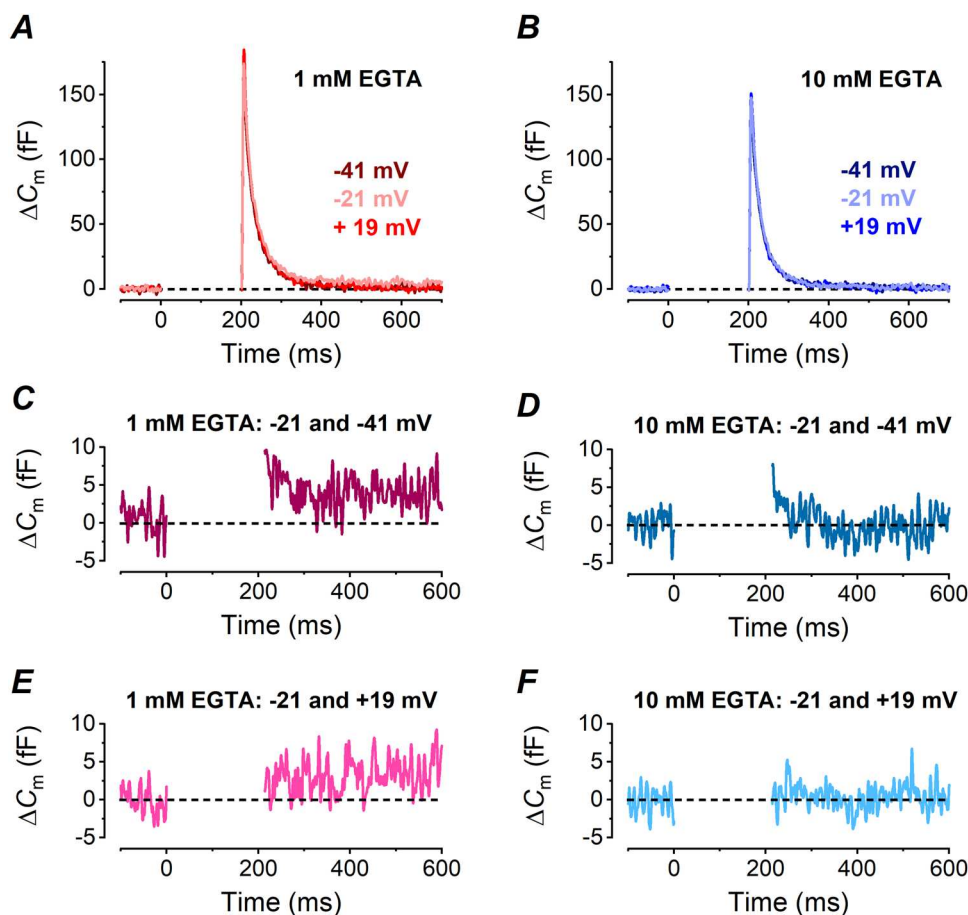 A
150
100
50
0
ΔCm (fF)
1 mM EGTA
-41 mV
-21 mV
+ 19 mV
0 200 400 600
Time (ms)
B
150
100
50
0
ΔCm (fF)
10 mM EGTA
-41 mV
-21 mV
+19 mV
0 200 400 600
Time (ms)
C
1 mM EGTA: -21 and -41 mV
10
5
0
-5
ΔCm (fF)
0 200 400 600
Time (ms)
D
10 mM EGTA: -21 and -41 mV
10
5
0
-5
ΔCm (fF)
0 200 400 600
Time (ms)
E
1 mM EGTA: -21 and +19 mV
10
5
0
-5
ΔCm (fF)
0 200 400 600
Time (ms)
F
10 mM EGTA: -21 and +19 mV
10
5
0
-5
ΔCm (fF)
0 200 400 600
Time (ms)